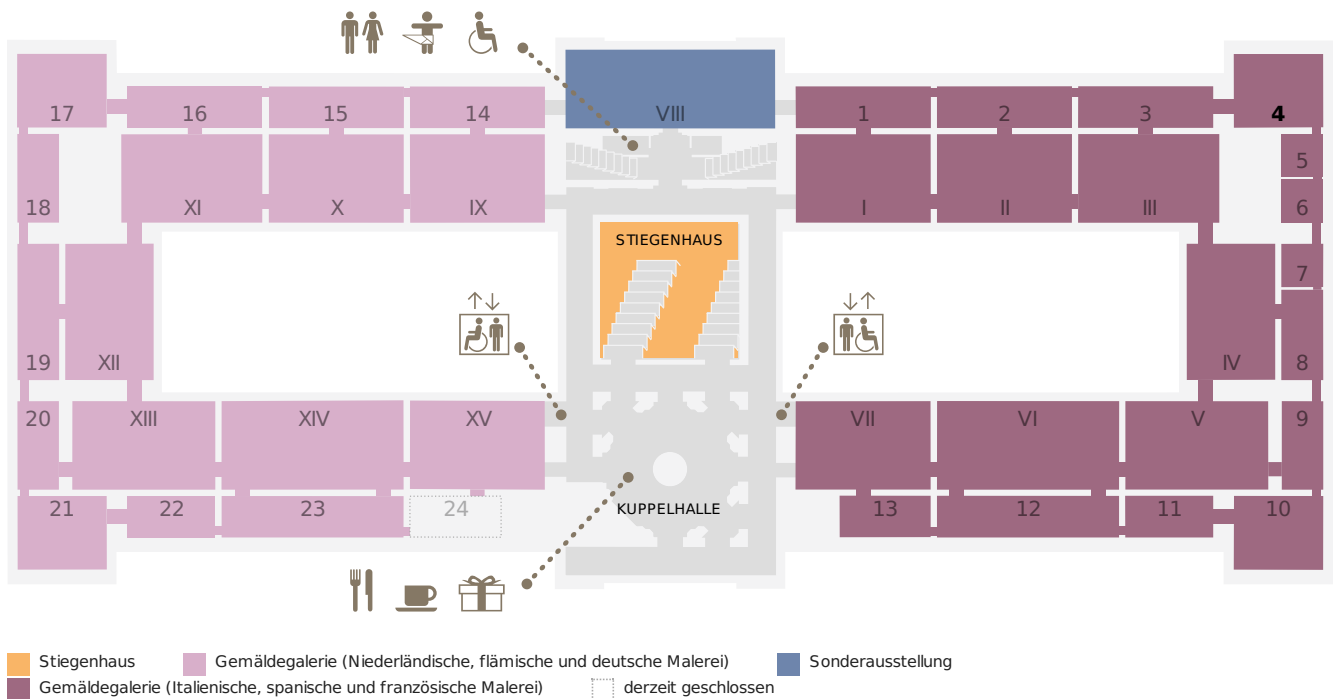 17 16 15 14 VIII 1 2 3 4
5
18 XI X IX I II III 6
STIEGENHAUS
7
19 XII IV 8
20 XIII XIV XV VII VI V 9
21 22 23 24 KUPPELHALLE 13 12 11 10
Stiegenhaus Gemäldegalerie (Niederländische, flämische und deutsche Malerei) Sonderausstellung
Gemäldegalerie (Italienische, spanische und französische Malerei) derzeit geschlossen